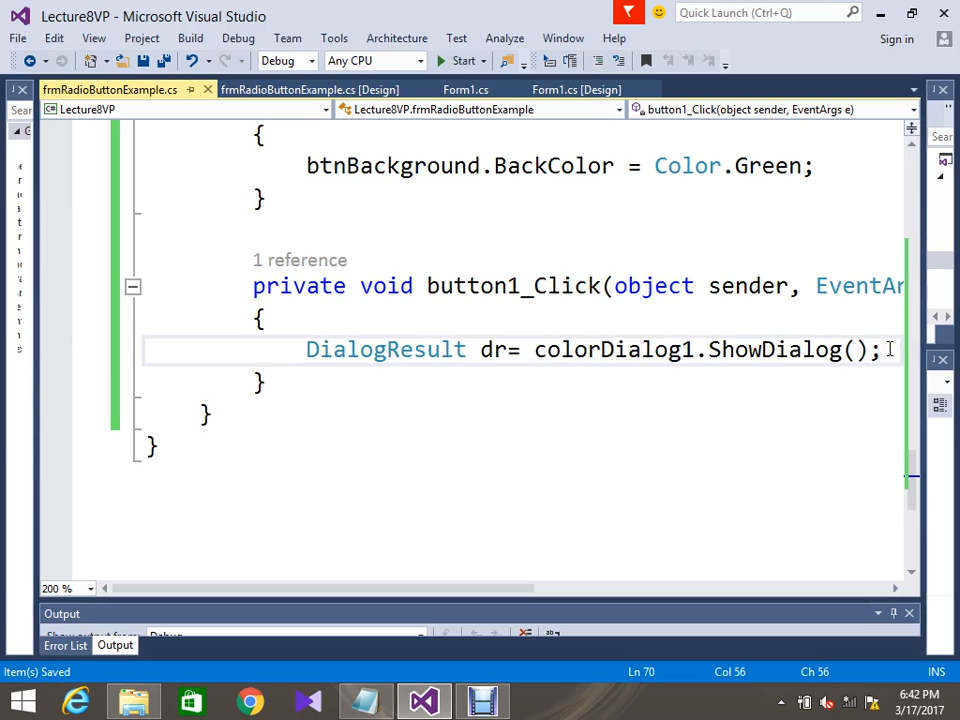 Lecture8VP - Microsoft Visual Studio
Quick Launch (Ctrl+Q)
File Edit View Project Build Debug Team Tools Architecture Test Analyze Window Help Sign in
Debug Any CPU Start
frmRadioButtonExample.cs frmRadioButtonExample.cs [Design] Form1.cs Form1.cs [Design]
Sear
Lecture8VP Lecture8VP.frmRadioButtonExample button1_Click(object sender, EventArgs e)
Sear
{
btnBackground.BackColor = Color.Green;
}
1 reference
private void button1_Click(object sender, EventAr
{
DialogResult dr= colorDialog1.ShowDialog();
}
}
}
200 %
Output
Error List Output
Item(s) Saved Ln 70 Col 56 Ch 56 INS
6:42 PM
3/17/2017